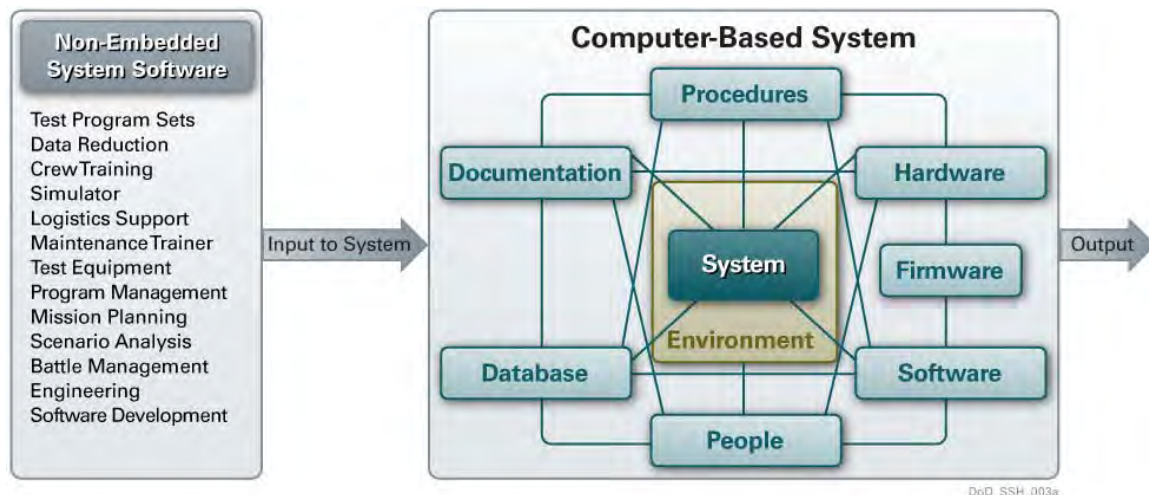 Non-Embedded
System Software
Test Program Sets
Data Reduction
Crew Training
Simulator
Logistics Support
Maintenance Trainer
Test Equipment
Program Management
Mission Planning
Scenario Analysis
Battle Management
Engineering
Software Development
Input to System
Computer-Based System
Procedures
Documentation
Hardware
System
Firmware
Environment
Database
Software
People
Output
DoD_SSH_003a